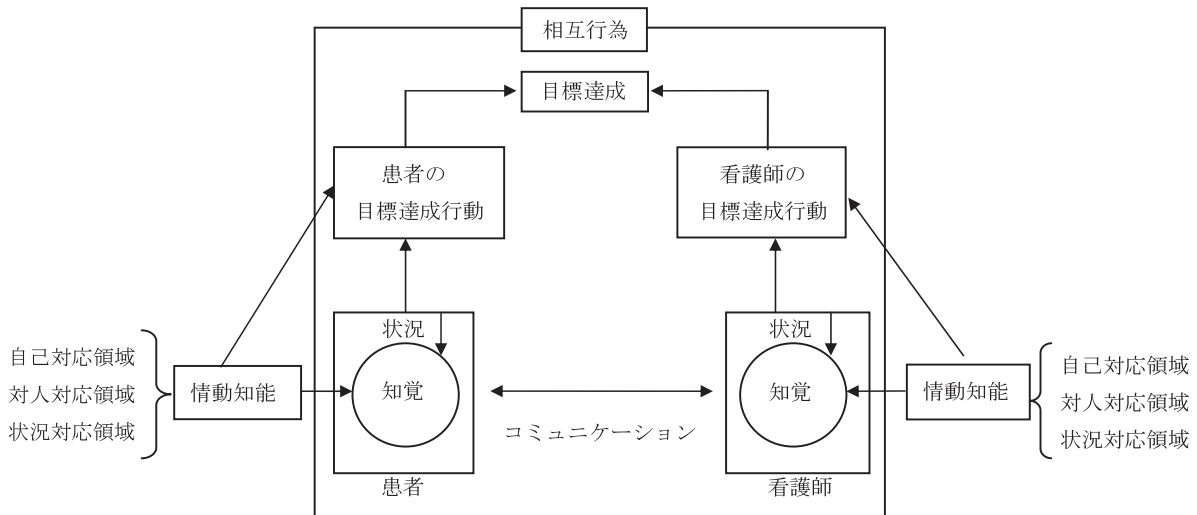 相互行為
目標達成
患者の
目標達成行動
看護師の
目標達成行動
自己対応領域
対人対応領域
状況対応領域
情動知能
状況
知覚
患者
コミュニケーション
状況
知覚
看護師
情動知能
自己対応領域
対人対応領域
状況対応領域